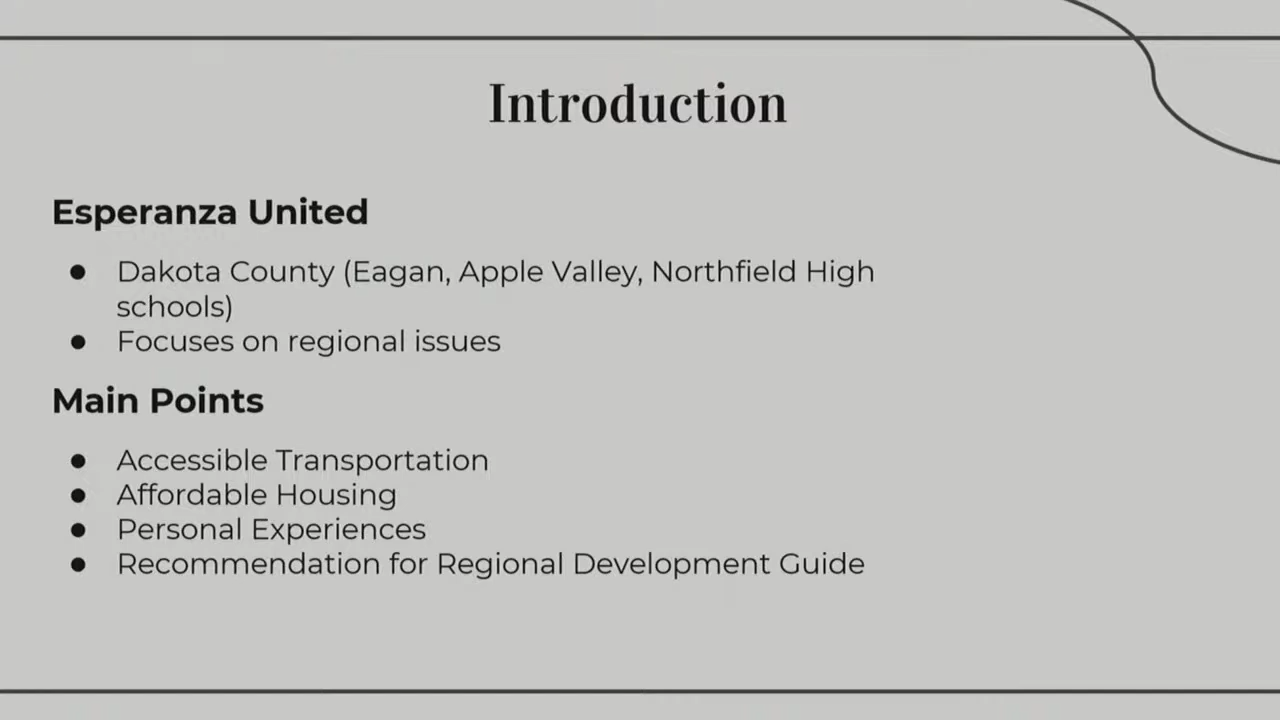 Introduction
Esperanza United
● Dakota County (Eagan, Apple Valley, Northfield High
schools)
● Focuses on regional issues
Main Points
● Accessible Transportation
● Affordable Housing
● Personal Experiences
● Recommendation for Regional Development Guide